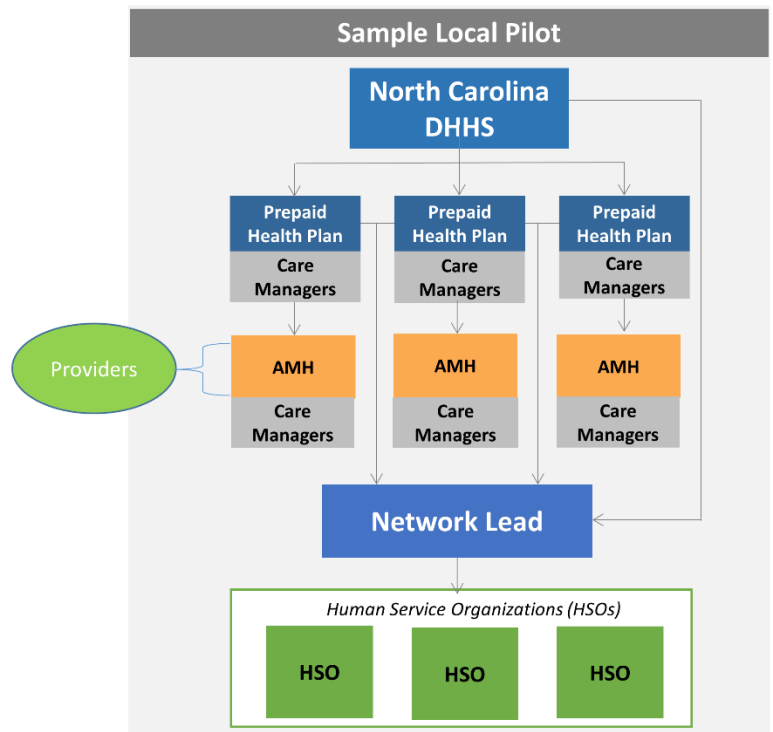 Sample Local Pilot
North Carolina
DHHS
Prepaid
Health Plan
Prepaid
Health Plan
Prepaid
Health Plan
Care
Managers
Care
Managers
Care
Managers
Providers
AMH
AMH
AMH
Care
Managers
Care
Managers
Care
Managers
Network Lead
Human Service Organizations (HSOs)
HSO
HSO
HSO